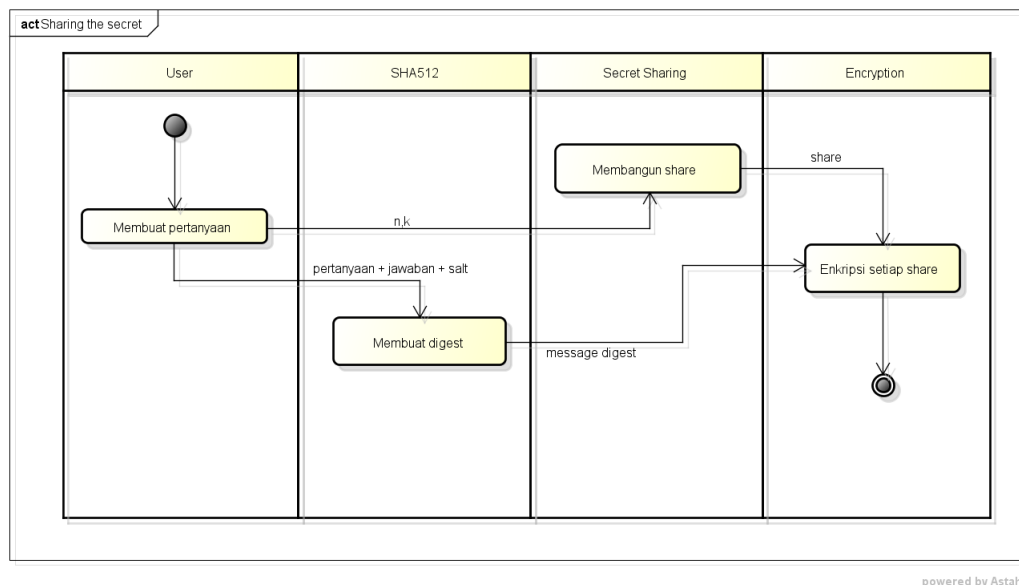 act Sharing the secret
User
SHA512
Secret Sharing
Encryption
Membangun share
share
Membuat pertanyaan
n,k
pertanyaan + jawaban + salt
Enkripsi setiap share
Membuat digest
message digest
powered by Astah